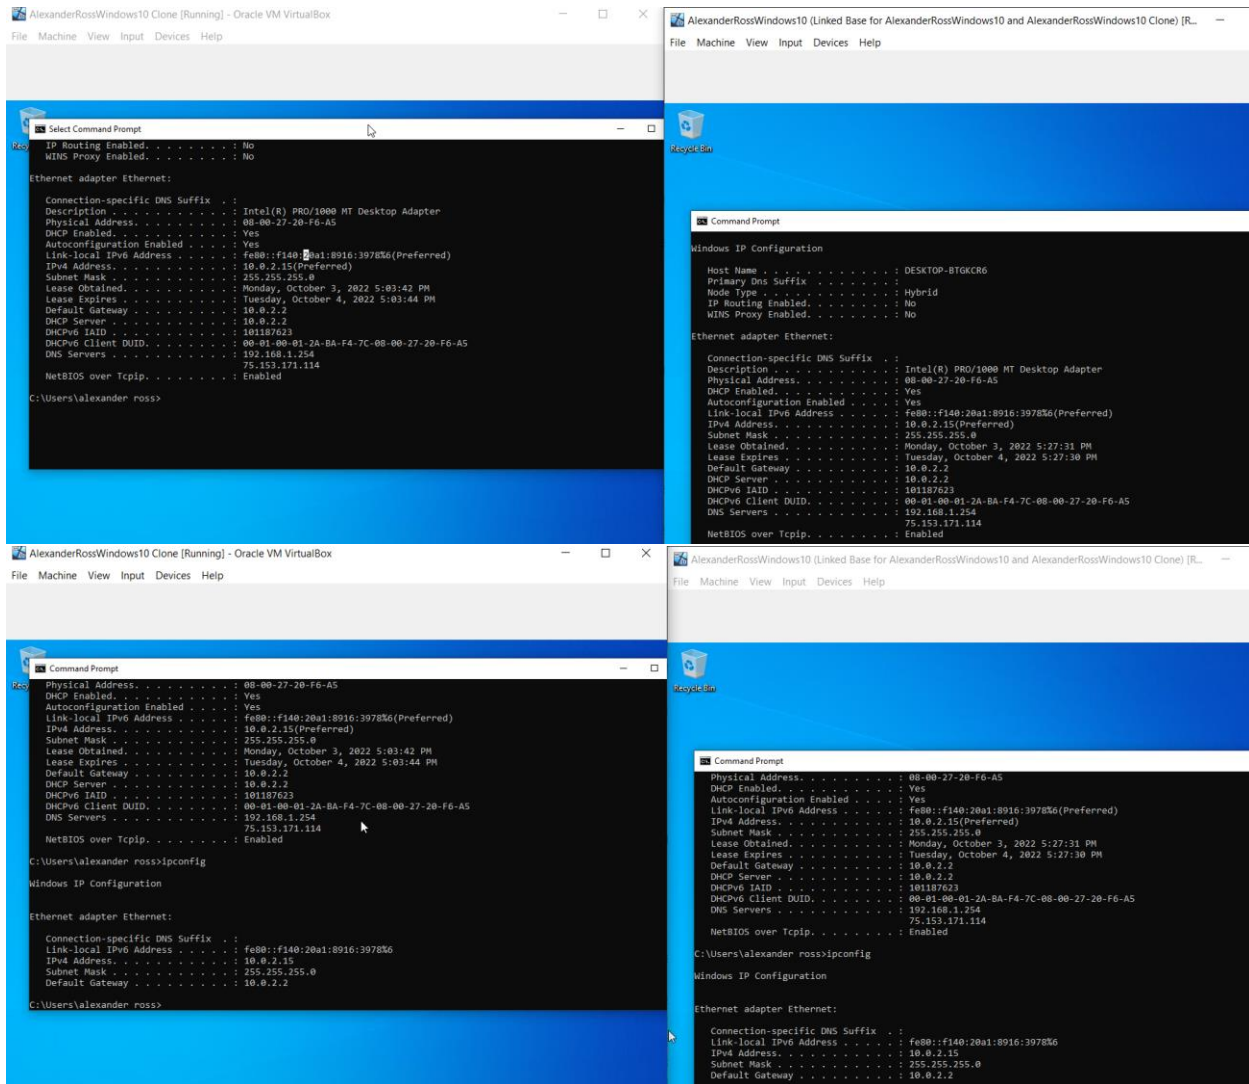 AlexanderRossWindows10 Clone [Running] - Oracle VM VirtualBox
File Machine View Input Devices Help
Recy
Select Command Prompt
IP Routing Enabled. . . . . . . . : No
WINS Proxy Enabled. . . . . . . . : No
Ethernet adapter Ethernet:
Connection-specific DNS Suffix . :
Description . . . . . . . . . . . : Intel(R) PRO/1000 MT Desktop Adapter
Physical Address. . . . . . . . . : 08-00-27-20-F6-A5
DHCP Enabled. . . . . . . . . . . : Yes
Autoconfiguration Enabled . . . . : Yes
Link-local IPv6 Address . . . . . : fe80::f140:20a1:8916:3978%6(Preferred)
IPv4 Address. . . . . . . . . . . : 10.0.2.15(Preferred)
Subnet Mask . . . . . . . . . . . : 255.255.255.0
Lease Obtained. . . . . . . . . . : Monday, October 3, 2022 5:03:42 PM
Lease Expires . . . . . . . . . . : Tuesday, October 4, 2022 5:03:44 PM
Default Gateway . . . . . . . . . : 10.0.2.2
DHCP Server . . . . . . . . . . . : 10.0.2.2
DHCPv6 IAID . . . . . . . . . . . : 101187623
DHCPv6 Client DUID. . . . . . . . : 00-01-00-01-2A-BA-F4-7C-08-00-27-20-F6-A5
DNS Servers . . . . . . . . . . . : 192.168.1.254
75.153.171.114
NetBIOS over Tcpip. . . . . . . . : Enabled
C:\Users\alexander ross>
AlexanderRossWindows10 (Linked Base for AlexanderRossWindows10 and AlexanderRossWindows10 Clone) [R...
File Machine View Input Devices Help
Recycle Bin
Command Prompt
Windows IP Configuration
Host Name . . . . . . . . . . . . : DESKTOP-BTGKCR6
Primary Dns Suffix . . . . . . . :
Node Type . . . . . . . . . . . . : Hybrid
IP Routing Enabled. . . . . . . . : No
WINS Proxy Enabled. . . . . . . . : No
Ethernet adapter Ethernet:
Connection-specific DNS Suffix . :
Description . . . . . . . . . . . : Intel(R) PRO/1000 MT Desktop Adapter
Physical Address. . . . . . . . . : 08-00-27-20-F6-A5
DHCP Enabled. . . . . . . . . . . : Yes
Autoconfiguration Enabled . . . . : Yes
Link-local IPv6 Address . . . . . : fe80::f140:20a1:8916:3978%6(Preferred)
IPv4 Address. . . . . . . . . . . : 10.0.2.15(Preferred)
Subnet Mask . . . . . . . . . . . : 255.255.255.0
Lease Obtained. . . . . . . . . . : Monday, October 3, 2022 5:27:31 PM
Lease Expires . . . . . . . . . . : Tuesday, October 4, 2022 5:27:30 PM
Default Gateway . . . . . . . . . : 10.0.2.2
DHCP Server . . . . . . . . . . . : 10.0.2.2
DHCPv6 IAID . . . . . . . . . . . : 101187623
DHCPv6 Client DUID. . . . . . . . : 00-01-00-01-2A-BA-F4-7C-08-00-27-20-F6-A5
DNS Servers . . . . . . . . . . . : 192.168.1.254
75.153.171.114
NetBIOS over Tcpip. . . . . . . . : Enabled
AlexanderRossWindows10 Clone [Running] - Oracle VM VirtualBox
File Machine View Input Devices Help
Recy
Command Prompt
Physical Address. . . . . . . . . : 08-00-27-20-F6-A5
DHCP Enabled. . . . . . . . . . . : Yes
Autoconfiguration Enabled . . . . : Yes
Link-local IPv6 Address . . . . . : fe80::f140:20a1:8916:3978%6(Preferred)
IPv4 Address. . . . . . . . . . . : 10.0.2.15(Preferred)
Subnet Mask . . . . . . . . . . . : 255.255.255.0
Lease Obtained. . . . . . . . . . : Monday, October 3, 2022 5:03:42 PM
Lease Expires . . . . . . . . . . : Tuesday, October 4, 2022 5:03:44 PM
Default Gateway . . . . . . . . . : 10.0.2.2
DHCP Server . . . . . . . . . . . : 10.0.2.2
DHCPv6 IAID . . . . . . . . . . . : 101187623
DHCPv6 Client DUID. . . . . . . . : 00-01-00-01-2A-BA-F4-7C-08-00-27-20-F6-A5
DNS Servers . . . . . . . . . . . : 192.168.1.254
75.153.171.114
NetBIOS over Tcpip. . . . . . . . : Enabled
C:\Users\alexander ross>ipconfig
Windows IP Configuration
Ethernet adapter Ethernet:
Connection-specific DNS Suffix . :
Link-local IPv6 Address . . . . . : fe80::f140:20a1:8916:3978%6
IPv4 Address. . . . . . . . . . . : 10.0.2.15
Subnet Mask . . . . . . . . . . . : 255.255.255.0
Default Gateway . . . . . . . . . : 10.0.2.2
C:\Users\alexander ross>
AlexanderRossWindows10 (Linked Base for AlexanderRossWindows10 and AlexanderRossWindows10 Clone) [R...
File Machine View Input Devices Help
Recycle Bin
Command Prompt
Physical Address. . . . . . . . . : 08-00-27-20-F6-A5
DHCP Enabled. . . . . . . . . . . : Yes
Autoconfiguration Enabled . . . . : Yes
Link-local IPv6 Address . . . . . : fe80::f140:20a1:8916:3978%6(Preferred)
IPv4 Address. . . . . . . . . . . : 10.0.2.15(Preferred)
Subnet Mask . . . . . . . . . . . : 255.255.255.0
Lease Obtained. . . . . . . . . . : Monday, October 3, 2022 5:27:31 PM
Lease Expires . . . . . . . . . . : Tuesday, October 4, 2022 5:27:30 PM
Default Gateway . . . . . . . . . : 10.0.2.2
DHCP Server . . . . . . . . . . . : 10.0.2.2
DHCPv6 IAID . . . . . . . . . . . : 101187623
DHCPv6 Client DUID. . . . . . . . : 00-01-00-01-2A-BA-F4-7C-08-00-27-20-F6-A5
DNS Servers . . . . . . . . . . . : 192.168.1.254
75.153.171.114
NetBIOS over Tcpip. . . . . . . . : Enabled
C:\Users\alexander ross>ipconfig
Windows IP Configuration
Ethernet adapter Ethernet:
Connection-specific DNS Suffix . :
Link-local IPv6 Address . . . . . : fe80::f140:20a1:8916:3978%6
IPv4 Address. . . . . . . . . . . : 10.0.2.15
Subnet Mask . . . . . . . . . . . : 255.255.255.0
Default Gateway . . . . . . . . . : 10.0.2.2